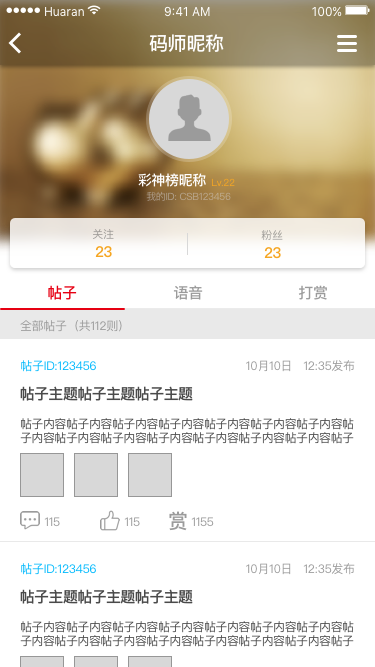 Huaran 9:41 AM 100%
码师昵称
彩神榜昵称 Lv.22
我的ID: CSB123456
关注 粉丝
23 23
帖子 语音 打赏
全部帖子（共112则）
帖子ID:123456 10月10日 12:35发布
帖子主题帖子主题帖子主题
帖子内容帖子内容帖子内容帖子内容帖子内容帖子内容帖子内容帖
子内容帖子内容帖子内容帖子内容帖子内容帖子内容帖子内容帖子
115 115 赏 1155
帖子ID:123456 10月10日 12:35发布
帖子主题帖子主题帖子主题
帖子内容帖子内容帖子内容帖子内容帖子内容帖子内容帖子内容帖
子内容帖子内容帖子内容帖子内容帖子内容帖子内容帖子内容帖子